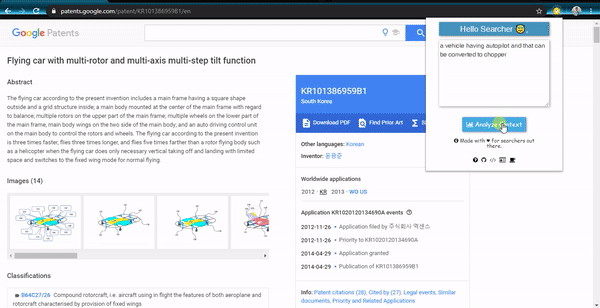 patents.google.com/patent/KR101386959B1/en
Google Patents
Flying car with multi-rotor and multi-axis multi-step tilt function
Abstract
The flying car according to the present invention includes a main frame having a square shape
outside and a grid structure inside; a main body mounted at the center of the main frame with regard
to balance; multiple rotors on the upper part of the main frame; multiple wheels on the lower part of
the main frame, main body wings on the two side of the main body; and an auto driving control unit
on the main body to control the rotors and wheels. The flying car according to the present invention
is three times faster, flies three times longer, and flies five times farther than a rotor flying body such
as a helicopter when the flying car does only necessary vertical taking off and landing with limited
space and switches to the fixed wing mode for normal flying.
Images (14)
Classifications
B64C27/26 Compound rotorcraft, i.e. aircraft using in flight the features of both aeroplane and
rotorcraft characterised by provision of fixed wings
KR101386959B1
South Korea
Download PDF
Find Prior Art
Other languages: Korean
Inventor: 윤광준
Worldwide applications
2012 · KR 2013 · WO US
Application KR1020120134690A events
2012-11-26 • Application filed by 주식회사 맥센스
2012-11-26 • Priority to KR1020120134690A
2014-04-29 • Application granted
2014-04-29 • Publication of KR101386959B1
Info: Patent citations (28), Cited by (27), Legal events, Similar
documents, Priority and Related Applications
Hello Searcher
a vehicle having autopilot and that can
be converted to chopper
Analyze Context
Made with ♥ for searchers out
there.